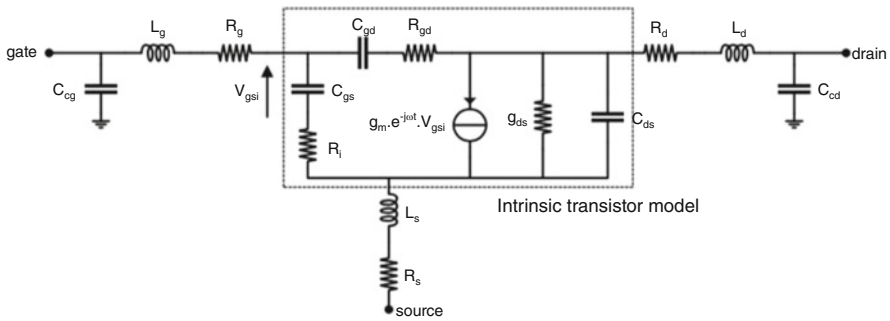 gate
L_g
R_g
C_gd
R_gd
R_d
L_d
drain
C_cg
V_gsi
C_gs
R_i
g_m.e^-jωt.V_gsi
g_ds
C_ds
C_cd
Intrinsic transistor model
L_s
R_s
source